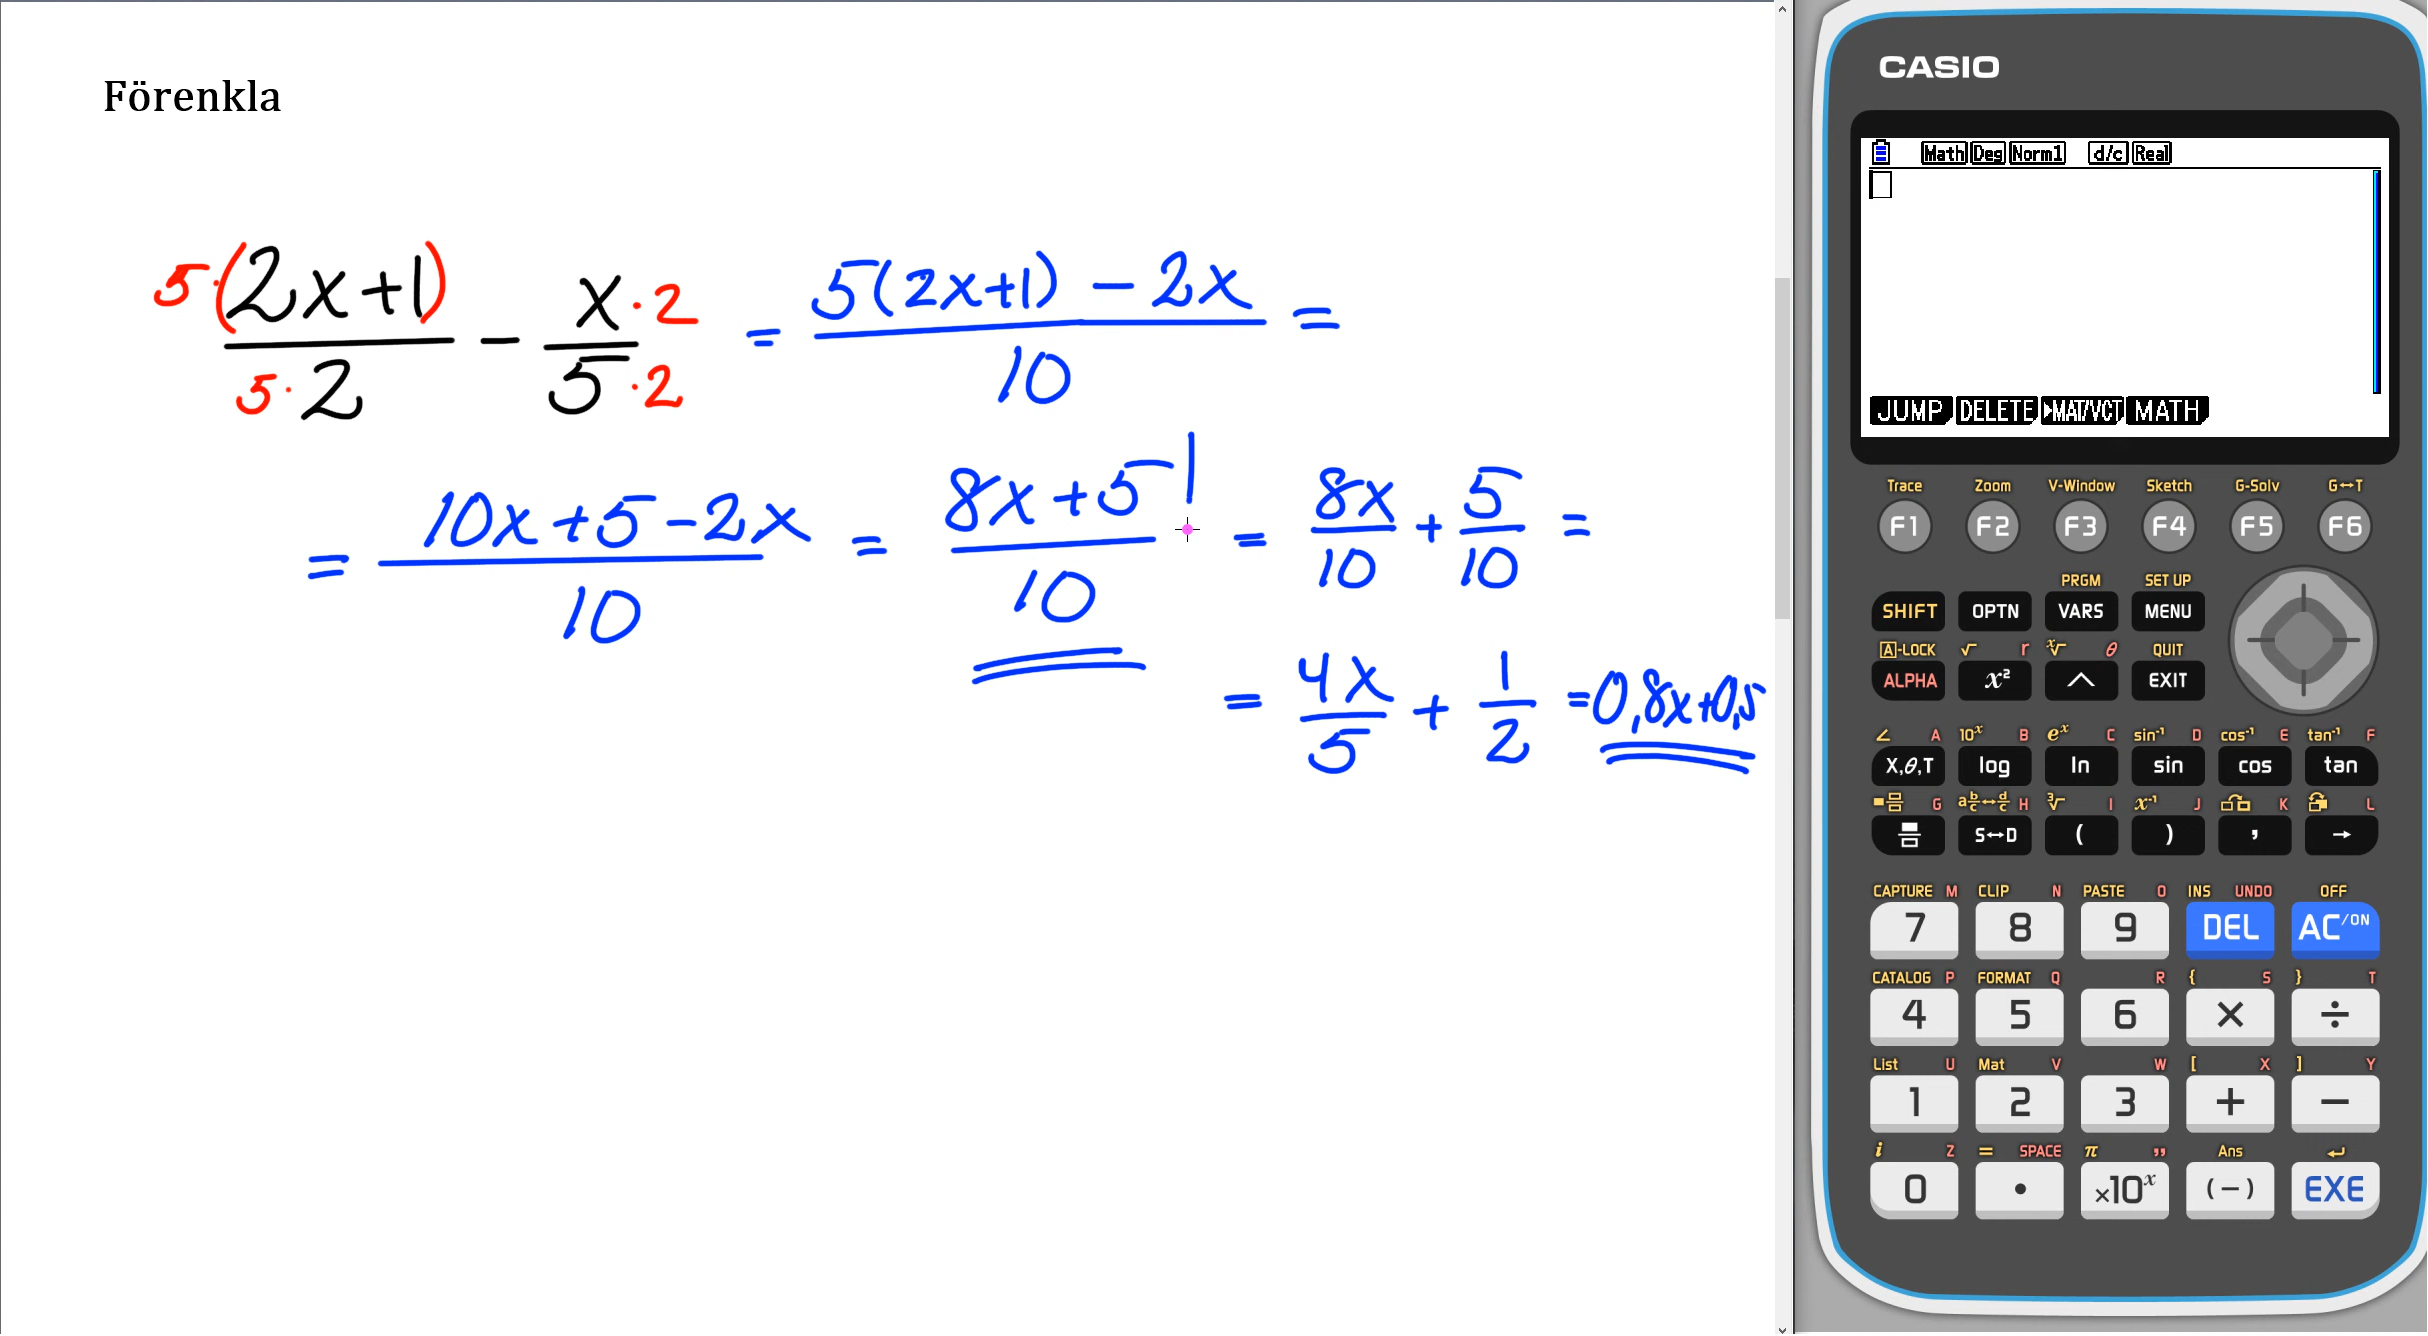 Förenkla
5·(2x+1)/5·2 − x·2/5·2 = 5(2x+1) − 2x/10 =
= 10x+5−2x/10 = 8x+5/10 = 8x/10 + 5/10 =
= 4x/5 + 1/2 = 0,8x+0,5
CASIO
Math Deg Norm1 d/c Real
JUMP DELETE ▶MAT/VCT MATH
Trace Zoom V-Window Sketch G-Solv G↔T
F1 F2 F3 F4 F5 F6
PRGM SET UP
SHIFT OPTN VARS MENU
A-LOCK √ r ˣ√ θ QUIT
ALPHA x² ^ EXIT
∠ A 10ˣ B eˣ C sin⁻¹ D cos⁻¹ E tan⁻¹ F
X,θ,T log ln sin cos tan
G a b/c↔d/c H ³√ I x⁻¹ J K L
S↔D ( ) , →
CAPTURE M CLIP N PASTE O INS UNDO OFF
7 8 9 DEL AC/ON
CATALOG P FORMAT Q R { S } T
4 5 6 × ÷
List U Mat V W [ X ] Y
1 2 3 + −
i Z = SPACE π " Ans ↵
0 • ×10ˣ (−) EXE